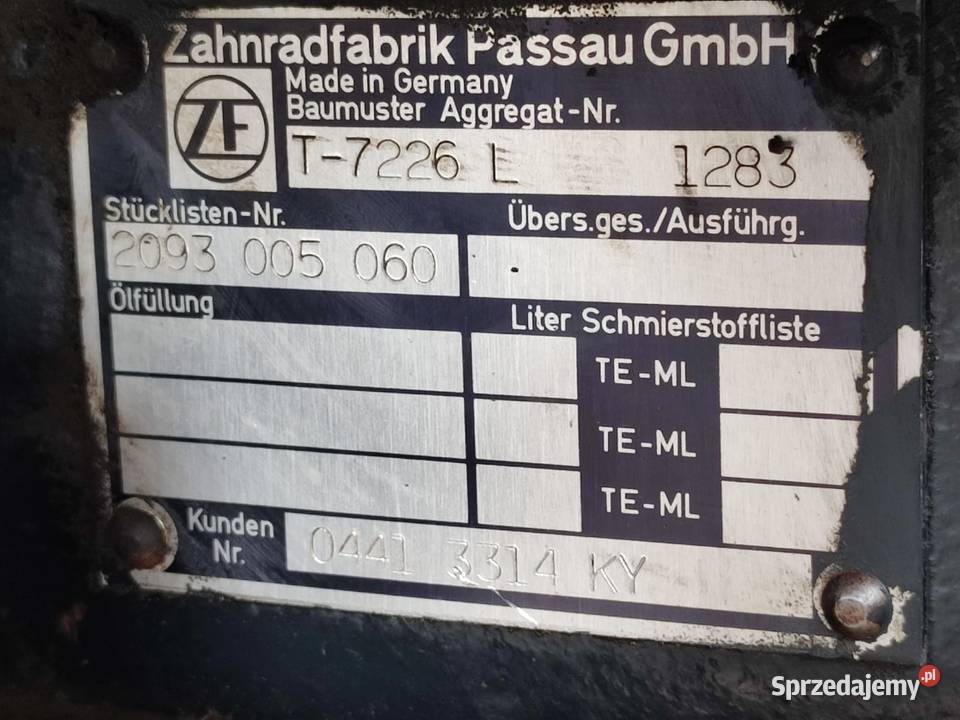 Zahnradfabrik Passau GmbH
ZF
Made in Germany
Baumuster Aggregat-Nr.
T-7226 L 1283
Stücklisten-Nr. Übers.ges./Ausführg.
2093 005 060
Ölfüllung Liter Schmierstoffliste
TE-ML
TE-ML
TE-ML
Kunden
Nr.
0441 3314 KY
Sprzedajemy.pl